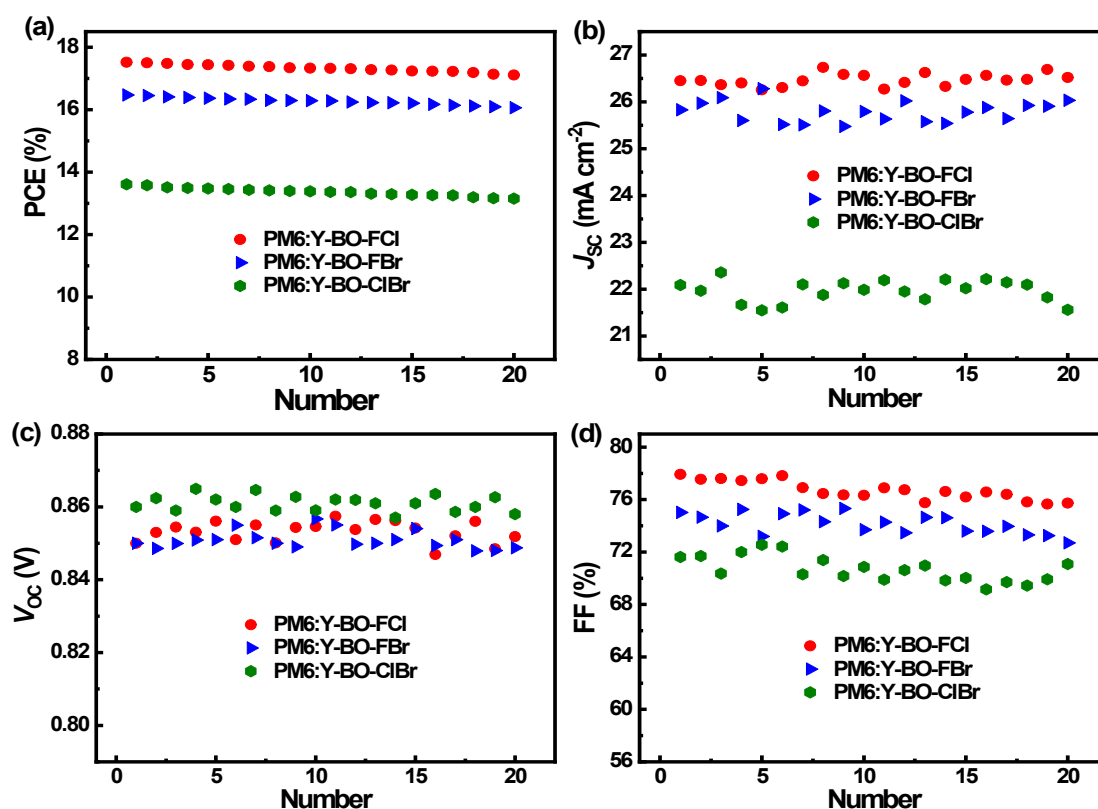 (a)
18
16
14
12
10
8
PCE (%)
PM6:Y-BO-FCl
PM6:Y-BO-FBr
PM6:Y-BO-ClBr
0 5 10 15 20
Number
(b)
27
26
25
24
23
22
21
JSC (mA cm-2)
PM6:Y-BO-FCl
PM6:Y-BO-FBr
PM6:Y-BO-ClBr
0 5 10 15 20
Number
(c)
0.88
0.86
0.84
0.82
0.80
VOC (V)
PM6:Y-BO-FCl
PM6:Y-BO-FBr
PM6:Y-BO-ClBr
0 5 10 15 20
Number
(d)
80
76
72
68
64
60
56
FF (%)
PM6:Y-BO-FCl
PM6:Y-BO-FBr
PM6:Y-BO-ClBr
0 5 10 15 20
Number